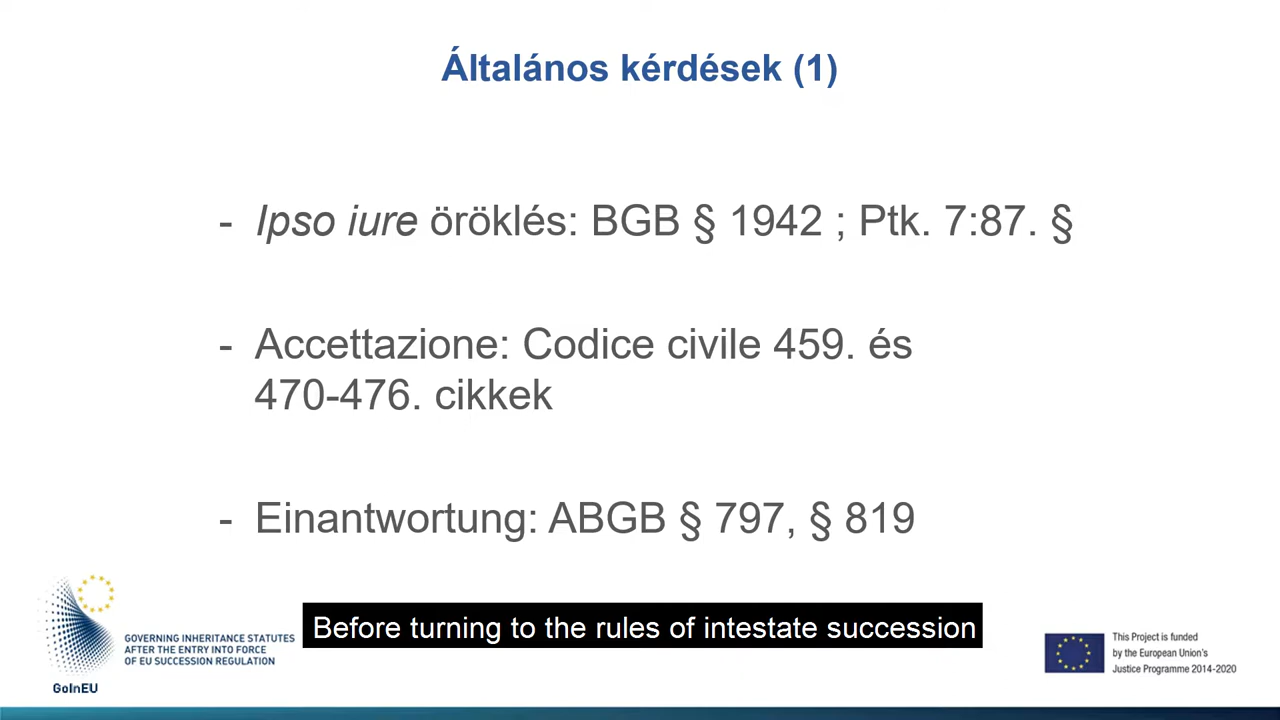 Általános kérdések (1)
- Ipso iure öröklés: BGB § 1942 ; Ptk. 7:87. §
- Accettazione: Codice civile 459. és
470-476. cikkek
- Einantwortung: ABGB § 797, § 819
Before turning to the rules of intestate succession
GOVERNING INHERITANCE STATUTES
AFTER THE ENTRY INTO FORCE
OF EU SUCCESSION REGULATION
GoInEU
This Project is funded
by the European Union's
Justice Programme 2014-2020